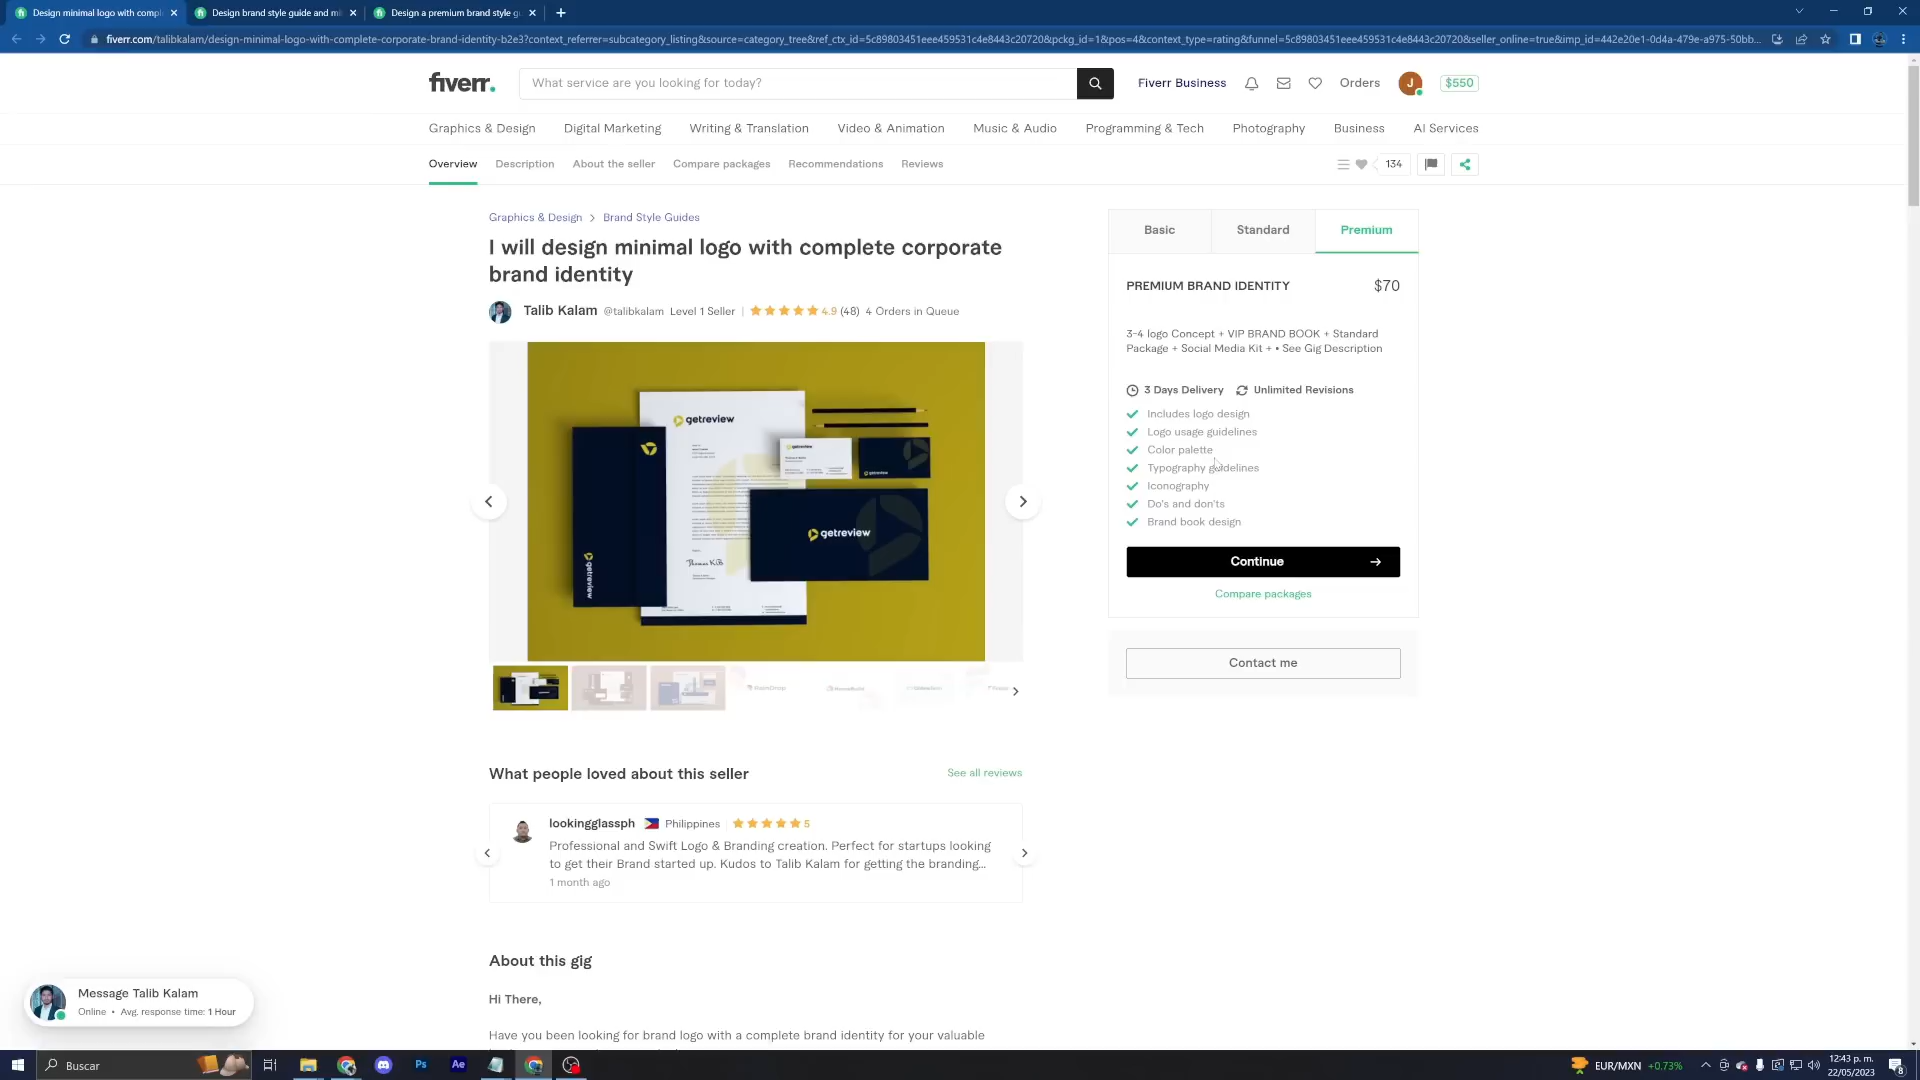 Design minimal logo with compl
Design brand style guide and mi
Design a premium brand style gu
fiverr.com/talibkalam/design-minimal-logo-with-complete-corporate-brand-identity-b2e3?context_referrer=subcategory_listing&source=category_tree&ref_ctx_id=5c89803451eee459531c4e8443c20720&pckg_id=1&pos=4&context_type=rating&funnel=5c89803451eee459531c4e8443c20720&seller_online=true&imp_id=442e20e1-0d4a-479e-a975-50bb...
fiverr.
What service are you looking for today?
Fiverr Business
Orders
J
$550
Graphics & Design
Digital Marketing
Writing & Translation
Video & Animation
Music & Audio
Programming & Tech
Photography
Business
AI Services
Overview
Description
About the seller
Compare packages
Recommendations
Reviews
134
Graphics & Design > Brand Style Guides
I will design minimal logo with complete corporate
brand identity
Talib Kalam @talibkalam Level 1 Seller | 4.9 (48) 4 Orders in Queue
getreview
getreview
getreview
getreview
getreview
What people loved about this seller
See all reviews
lookingglassph Philippines 5
Professional and Swift Logo & Branding creation. Perfect for startups looking
to get their Brand started up. Kudos to Talib Kalam for getting the branding...
1 month ago
About this gig
Hi There,
Have you been looking for brand logo with a complete brand identity for your valuable
Basic
Standard
Premium
PREMIUM BRAND IDENTITY
$70
3-4 logo Concept + VIP BRAND BOOK + Standard
Package + Social Media Kit + • See Gig Description
3 Days Delivery
Unlimited Revisions
Includes logo design
Logo usage guidelines
Color palette
Typography guidelines
Iconography
Do's and don'ts
Brand book design
Continue
Compare packages
Contact me
Message Talib Kalam
Online • Avg. response time: 1 Hour
Buscar
Ps
Ae
EUR/MXN +0.73%
12:43 p. m.
22/05/2023
8